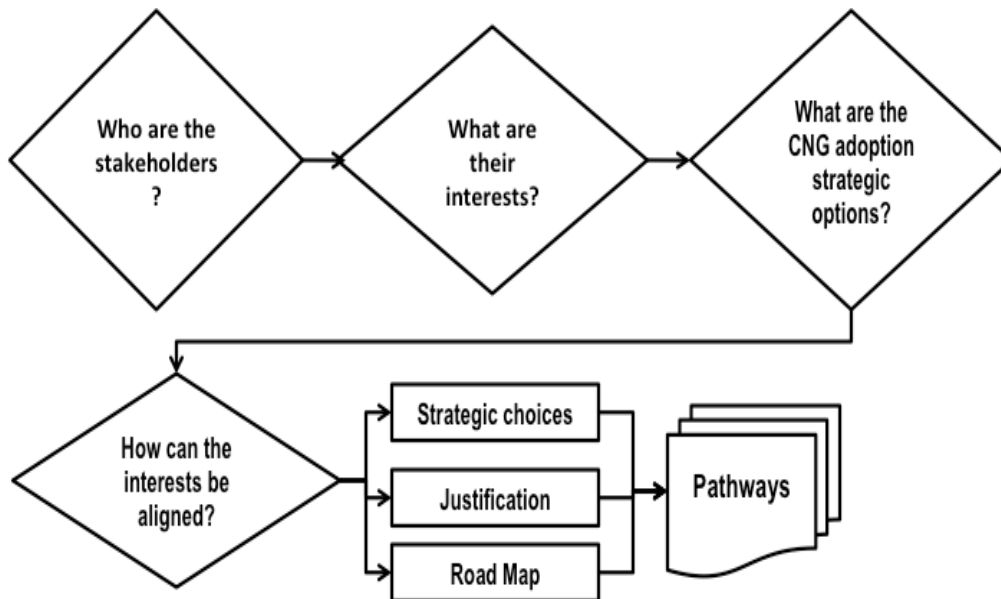 Who are the
stakeholders
?
What are
their
interests?
What are the
CNG adoption
strategic
options?
How can the
interests be
aligned?
Strategic choices
Justification
Road Map
Pathways